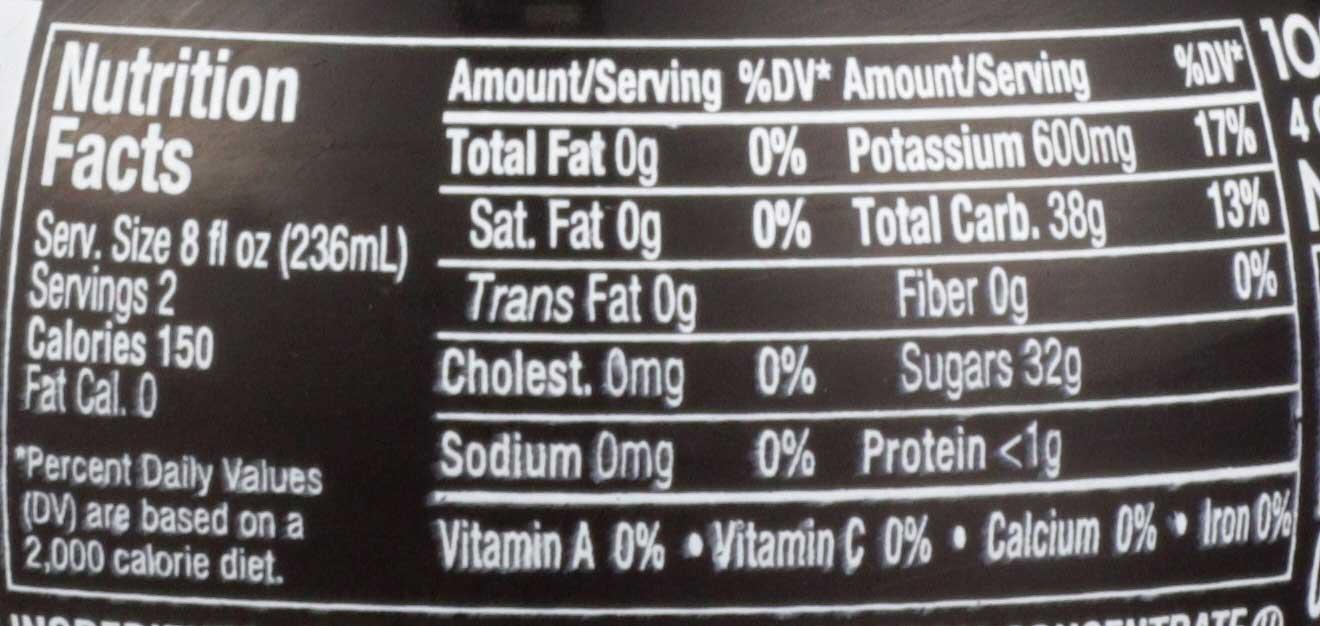 Nutrition
Facts
Serv. Size 8 fl oz (236mL)
Servings 2
Calories 150
Fat Cal. 0
*Percent Daily Values
(DV) are based on a
2,000 calorie diet.
Amount/Serving %DV* Amount/Serving %DV*
Total Fat 0g 0% Potassium 600mg 17%
Sat. Fat 0g 0% Total Carb. 38g 13%
Trans Fat 0g Fiber 0g 0%
Cholest. 0mg 0% Sugars 32g
Sodium 0mg 0% Protein <1g
Vitamin A 0% • Vitamin C 0% • Calcium 0% • Iron 0%